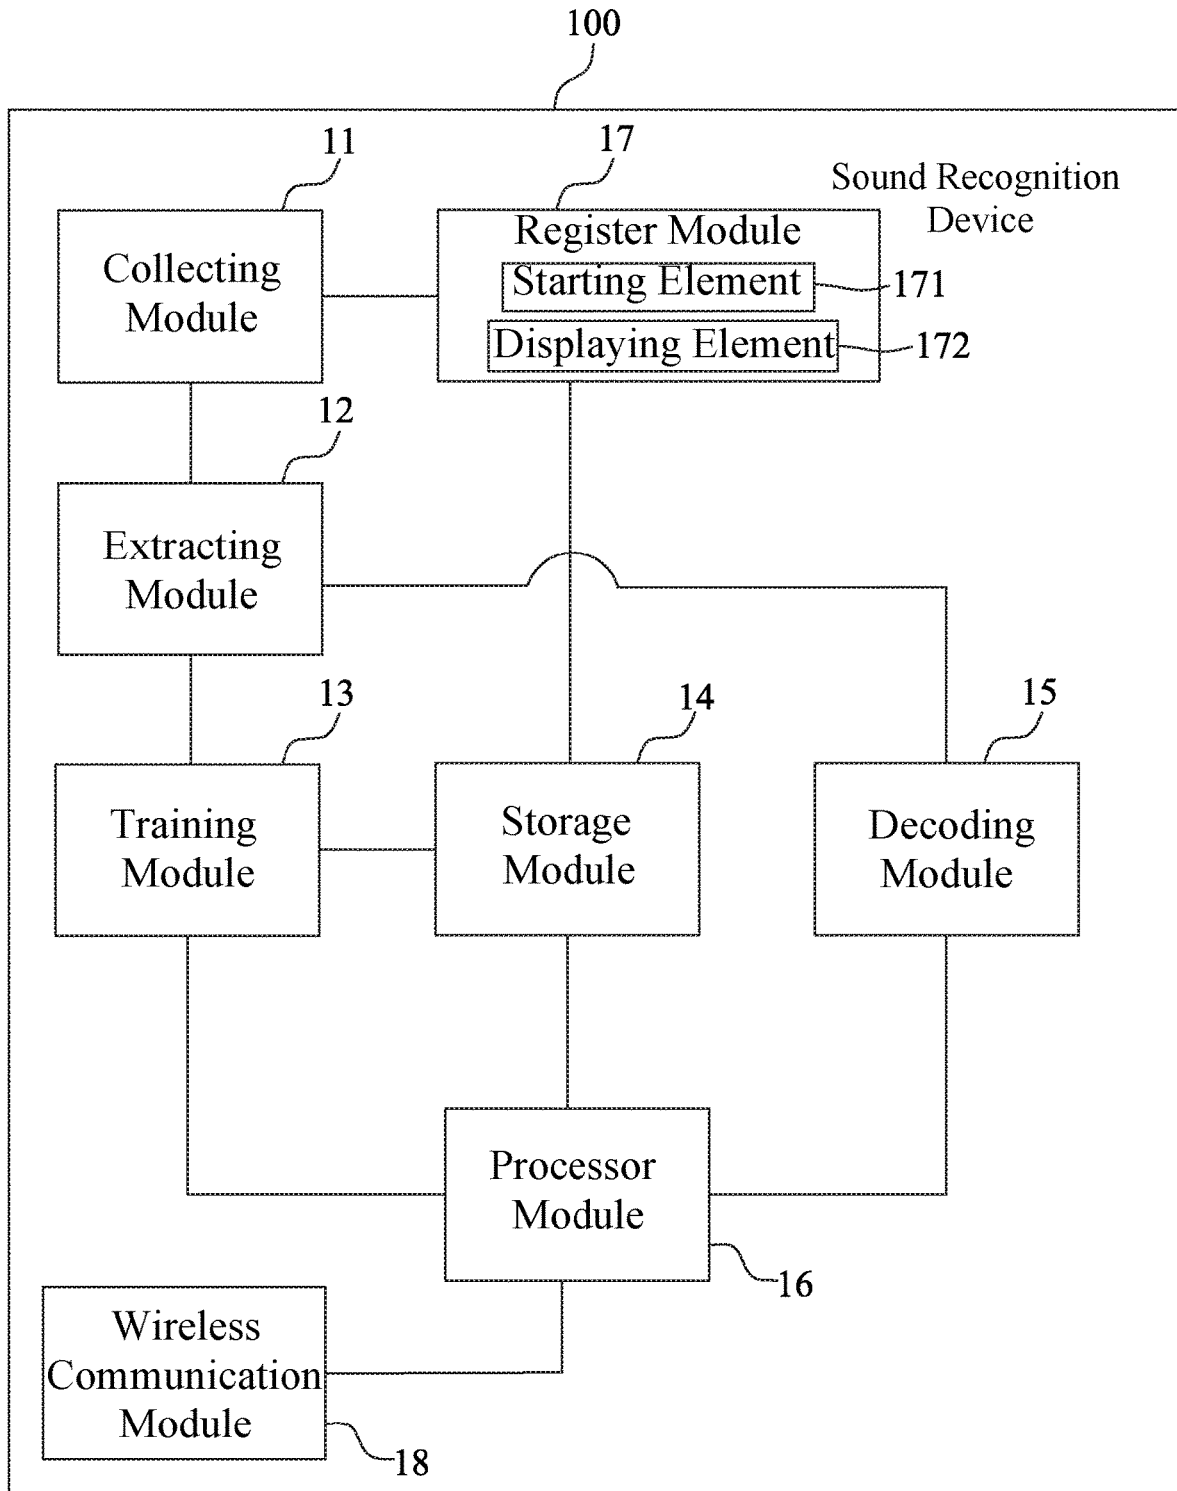 100
11
17
Sound Recognition
Device
Collecting
Module
Register Module
Starting Element
171
Displaying Element
172
12
Extracting
Module
13
14
15
Training
Module
Storage
Module
Decoding
Module
Processor
Module
16
Wireless
Communication
Module
18